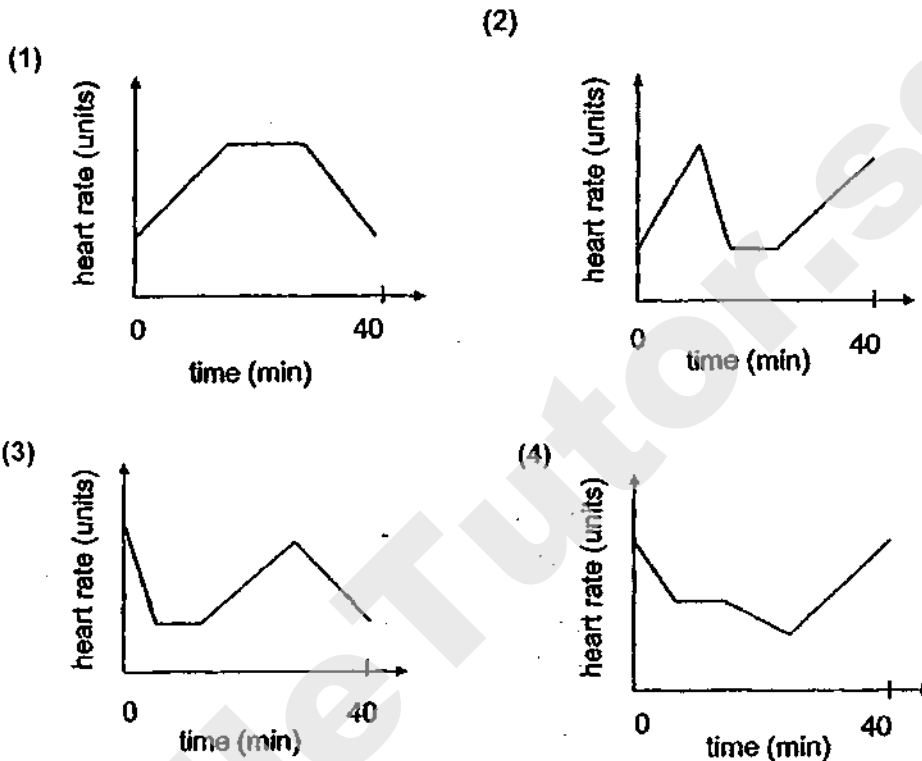 (1)
heart rate (units)
0 40
time (min)
(2)
heart rate (units)
0 40
time (min)
(3)
heart rate (units)
0 40
time (min)
(4)
heart rate (units)
0 40
time (min)